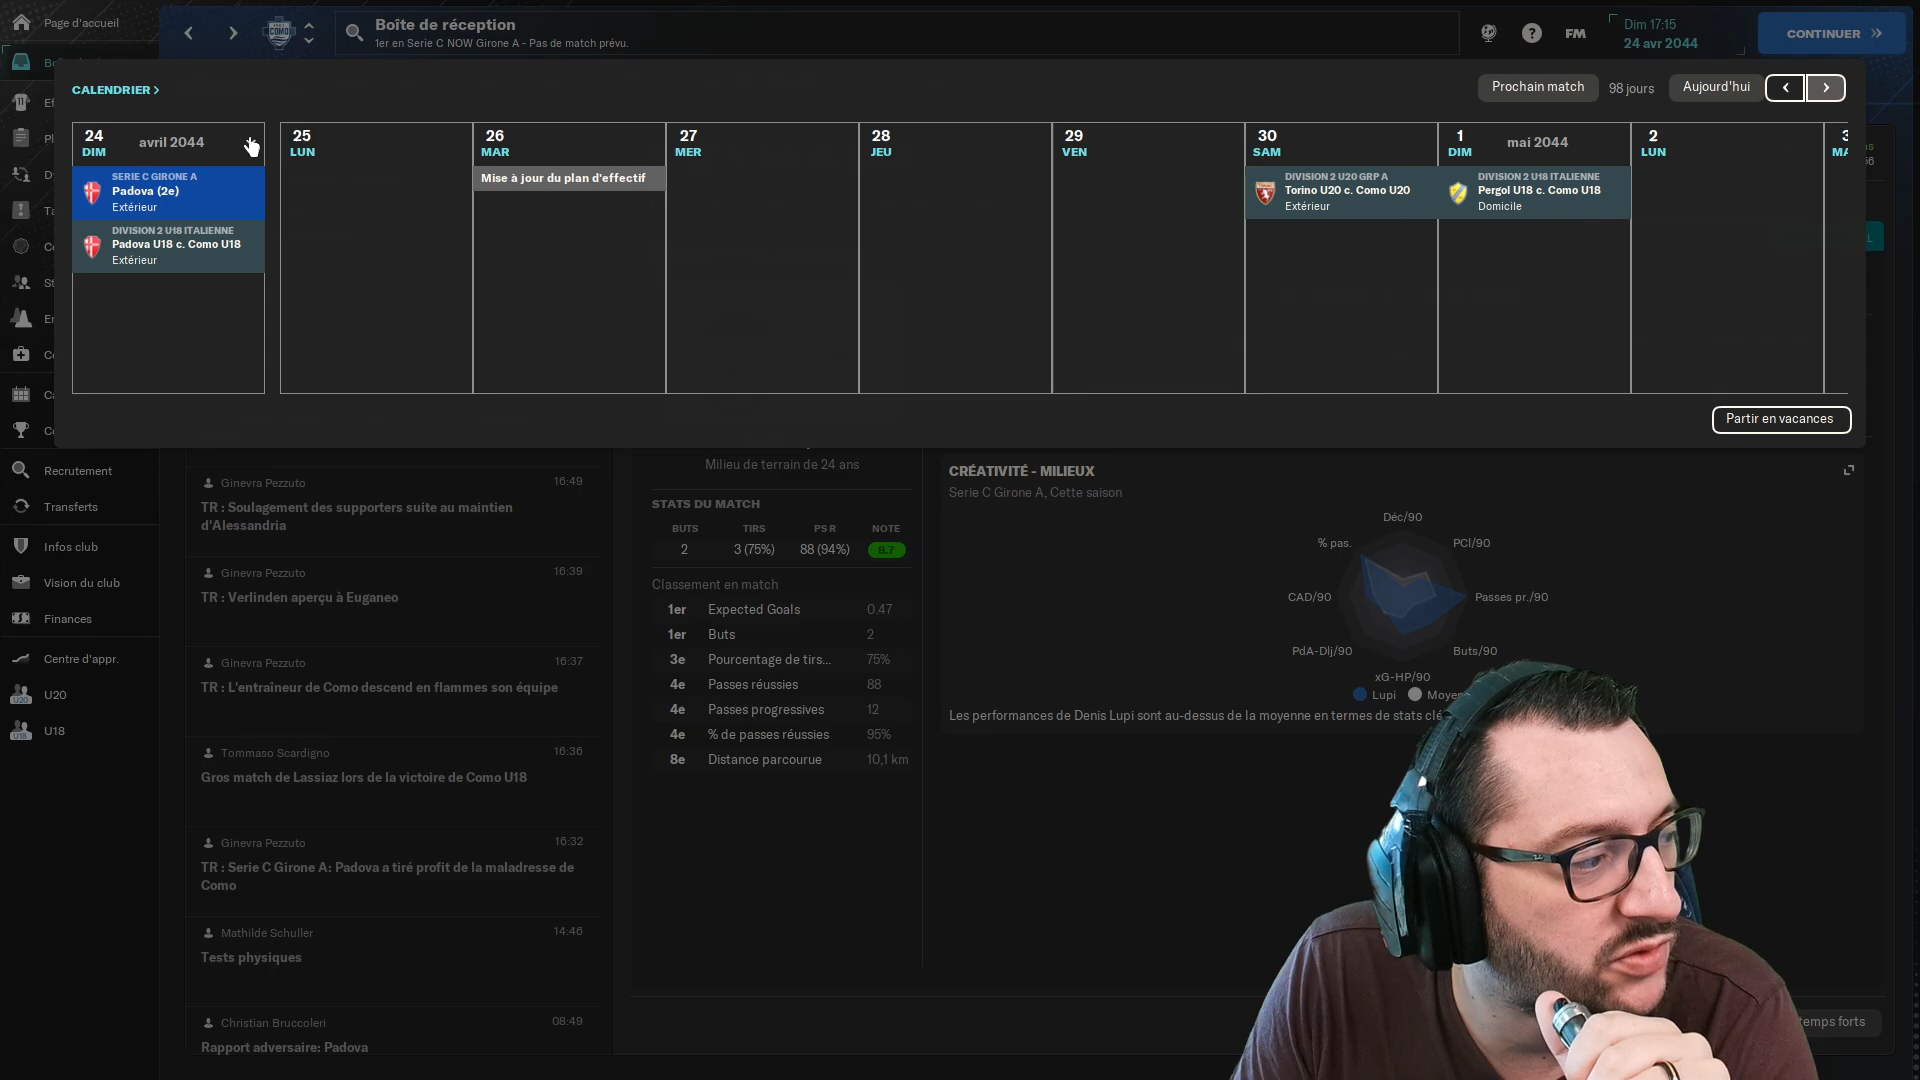 Page d'accueil
Boîte de réception
1er en Serie C NOW Girone A - Pas de match prévu.
FM
Dim 17:15
24 avr 2044
CONTINUER
CALENDRIER >
Prochain match
98 jours
Aujourd'hui
24 DIM
avril 2044
SERIE C GIRONE A
Padova (2e)
Extérieur
DIVISION 2 U18 ITALIENNE
Padova U18 c. Como U18
Extérieur
25 LUN
26 MAR
Mise à jour du plan d'effectif
27 MER
28 JEU
29 VEN
30 SAM
DIVISION 2 U20 GRP A
Torino U20 c. Como U20
Extérieur
1 DIM
mai 2044
DIVISION 2 U18 ITALIENNE
Pergol U18 c. Como U18
Domicile
2 LUN
Partir en vacances
Recrutement
Transferts
Infos club
Vision du club
Finances
Centre d'appr.
U20
U18
Ginevra Pezzuto 16:49
TR : Soulagement des supporters suite au maintien
d'Alessandria
Ginevra Pezzuto 16:39
TR : Verlinden aperçu à Euganeo
Ginevra Pezzuto 16:37
TR : L'entraîneur de Como descend en flammes son équipe
Tommaso Scardigno 16:36
Gros match de Lassiaz lors de la victoire de Como U18
Ginevra Pezzuto 16:32
TR : Serie C Girone A: Padova a tiré profit de la maladresse de
Como
Mathilde Schuller 14:46
Tests physiques
Christian Bruccoleri 08:49
Rapport adversaire: Padova
Milieu de terrain de 24 ans
STATS DU MATCH
BUTS TIRS PS R NOTE
2 3 (75%) 88 (94%) 8.7
Classement en match
1er Expected Goals 0.47
1er Buts 2
3e Pourcentage de tirs... 75%
4e Passes réussies 88
4e Passes progressives 12
4e % de passes réussies 95%
8e Distance parcourue 10,1 km
CRÉATIVITÉ - MILIEUX
Serie C Girone A, Cette saison
Déc/90
% pas.
PCl/90
CAD/90
Passes pr./90
PdA-Dlj/90
Buts/90
xG-HP/90
Lupi
Les performances de Denis Lupi sont au-dessus de la moyenne en termes de stats
temps forts